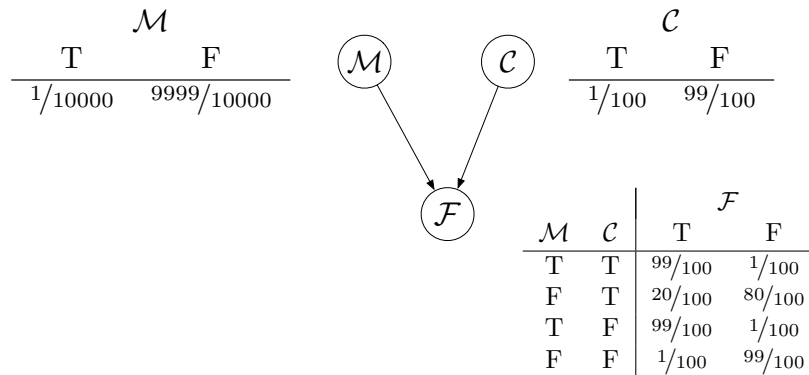 M
T F
1/10000 9999/10000
M C
C
T F
1/100 99/100
F
F
M C T F
T T 99/100 1/100
F T 20/100 80/100
T F 99/100 1/100
F F 1/100 99/100